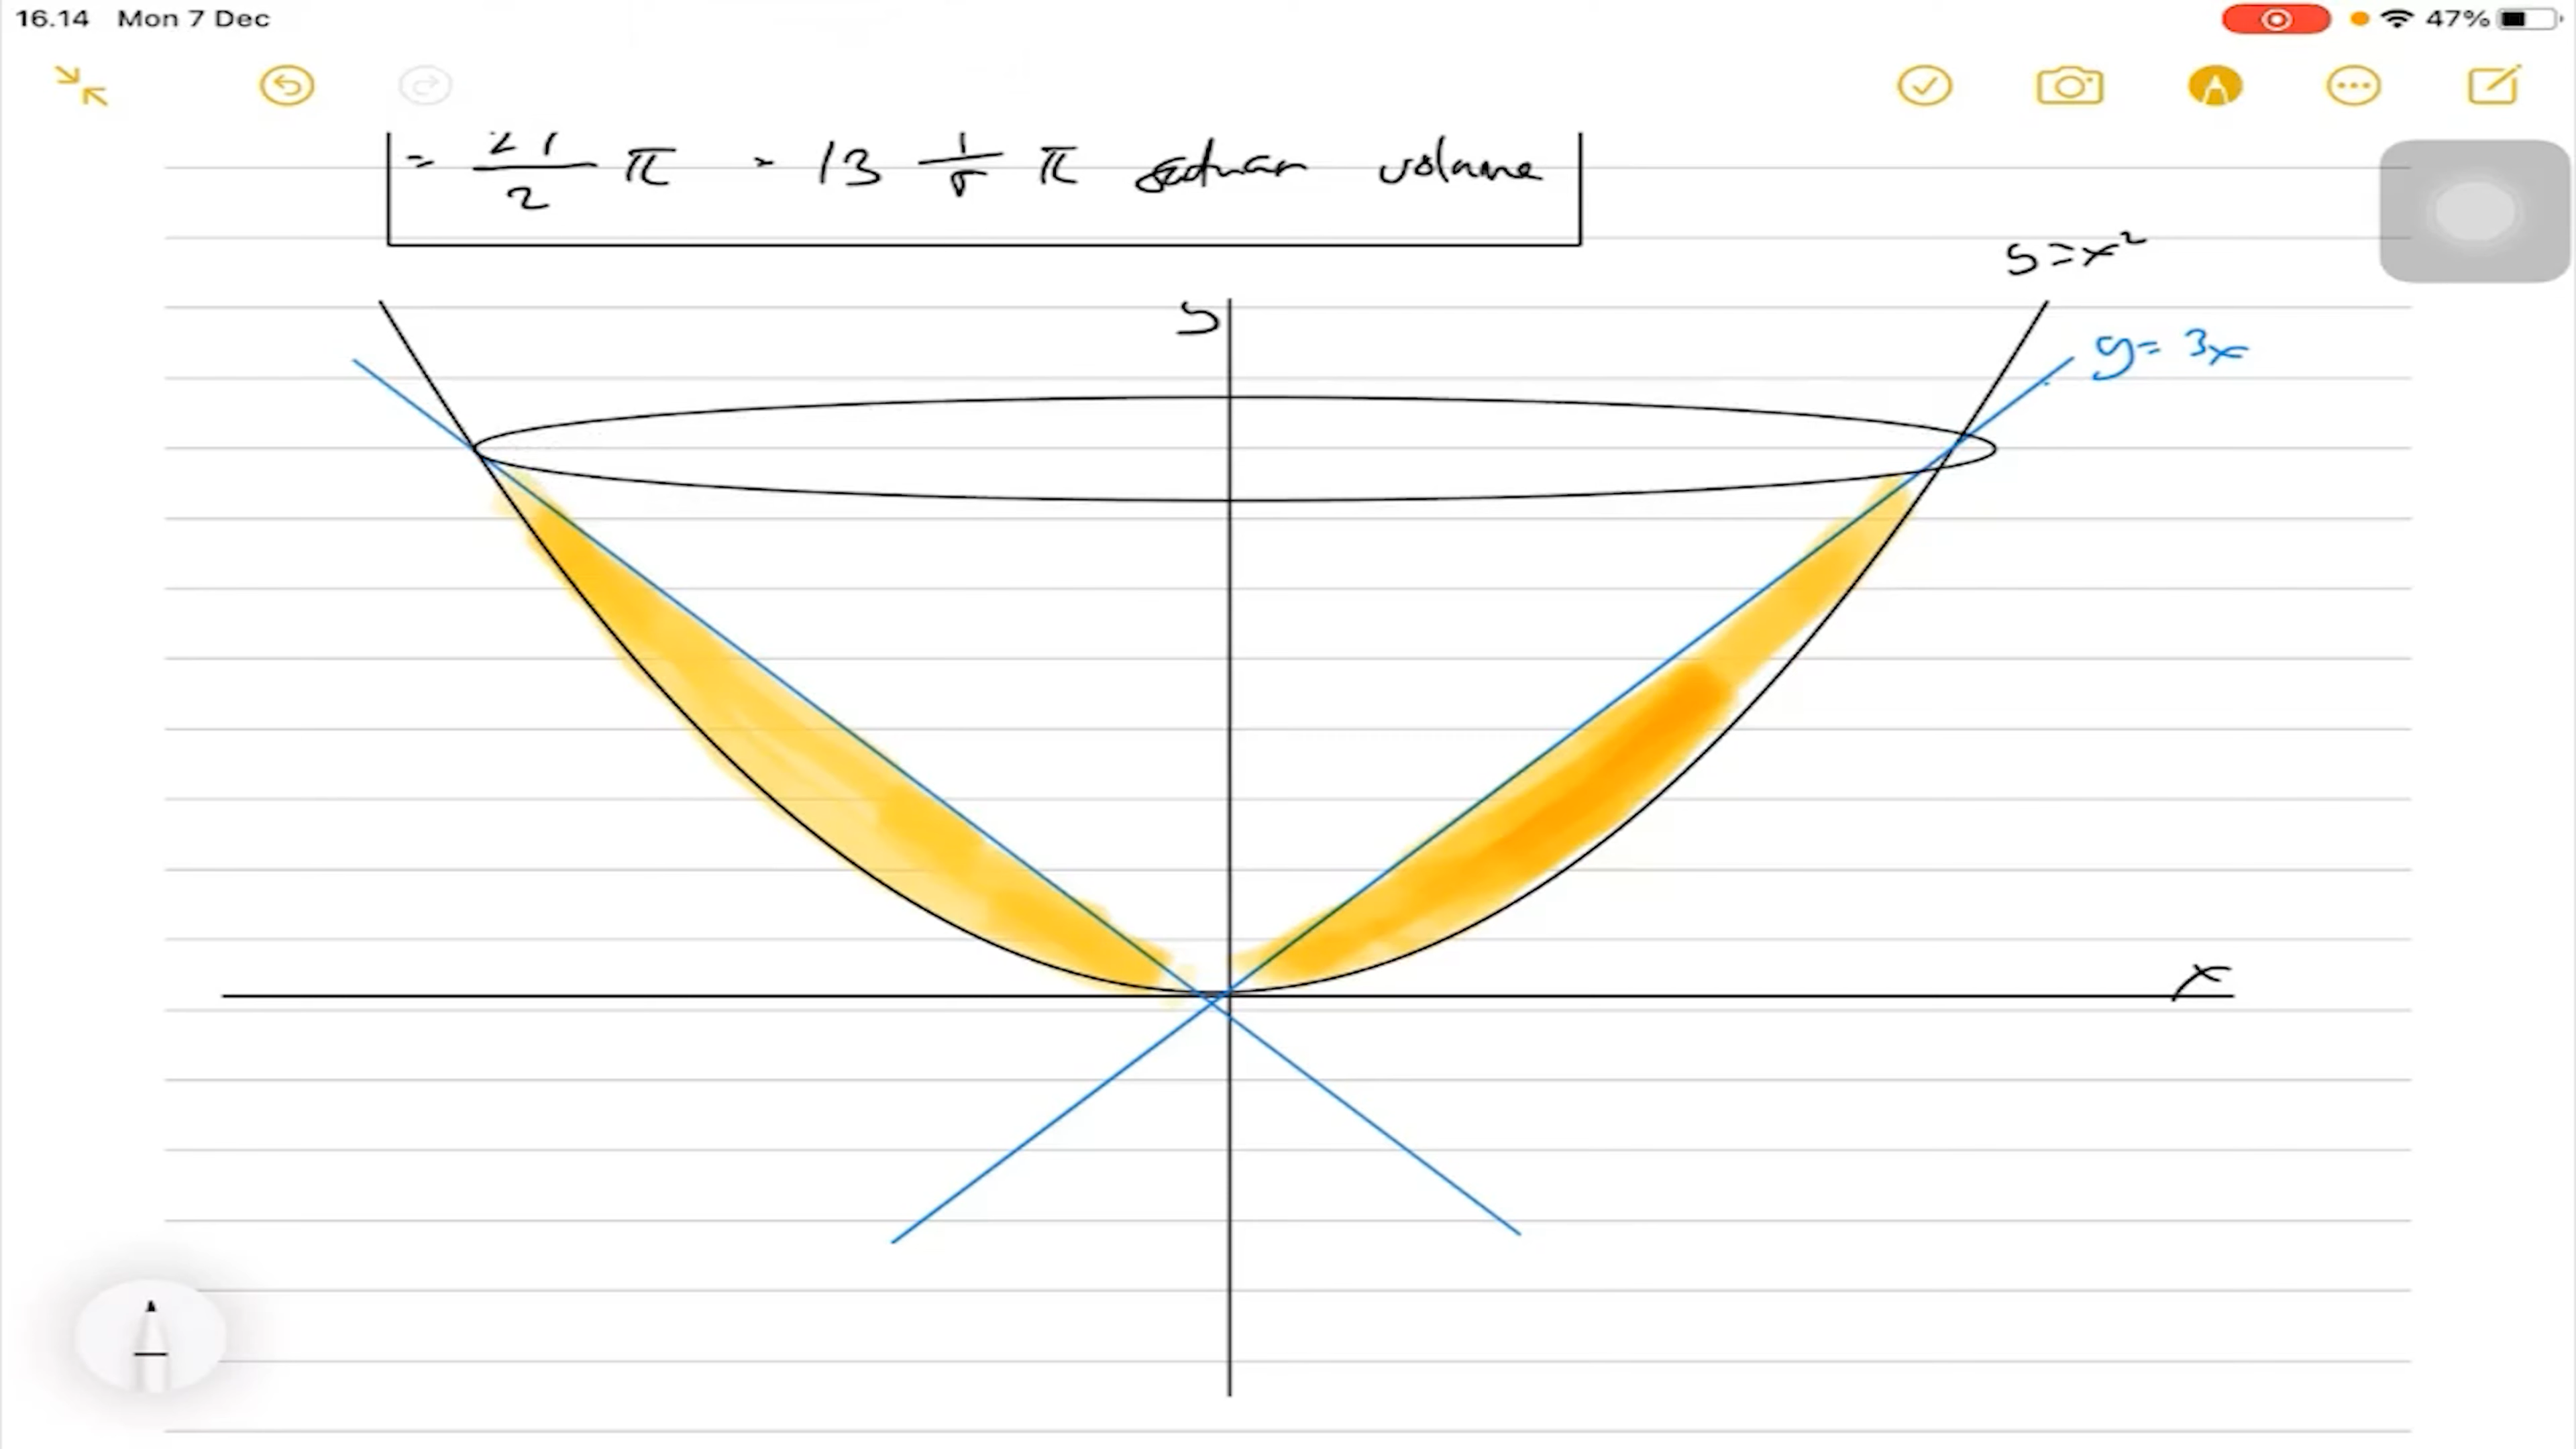 16.14 Mon 7 Dec 47%
= 27/2 π = 13 1/2 π satuan volume
y=x²
y y= 3x
x